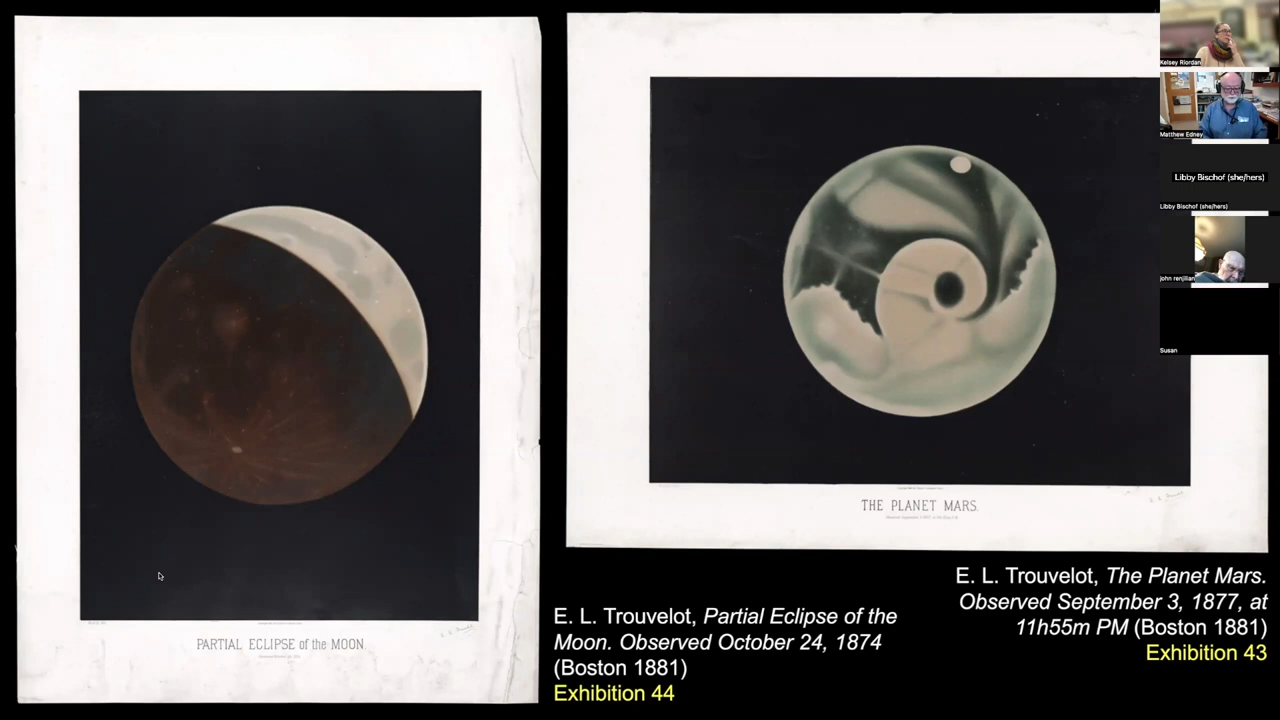 PARTIAL ECLIPSE of the MOON.
THE PLANET MARS.
E. L. Trouvelot, Partial Eclipse of the
Moon. Observed October 24, 1874
(Boston 1881)
Exhibition 44
E. L. Trouvelot, The Planet Mars.
Observed September 3, 1877, at
11h55m PM (Boston 1881)
Exhibition 43
Kelsey Riordan
Matthew Edney
Libby Bischof (she/hers)
Libby Bischof (she/hers)
john renjilian
Susan